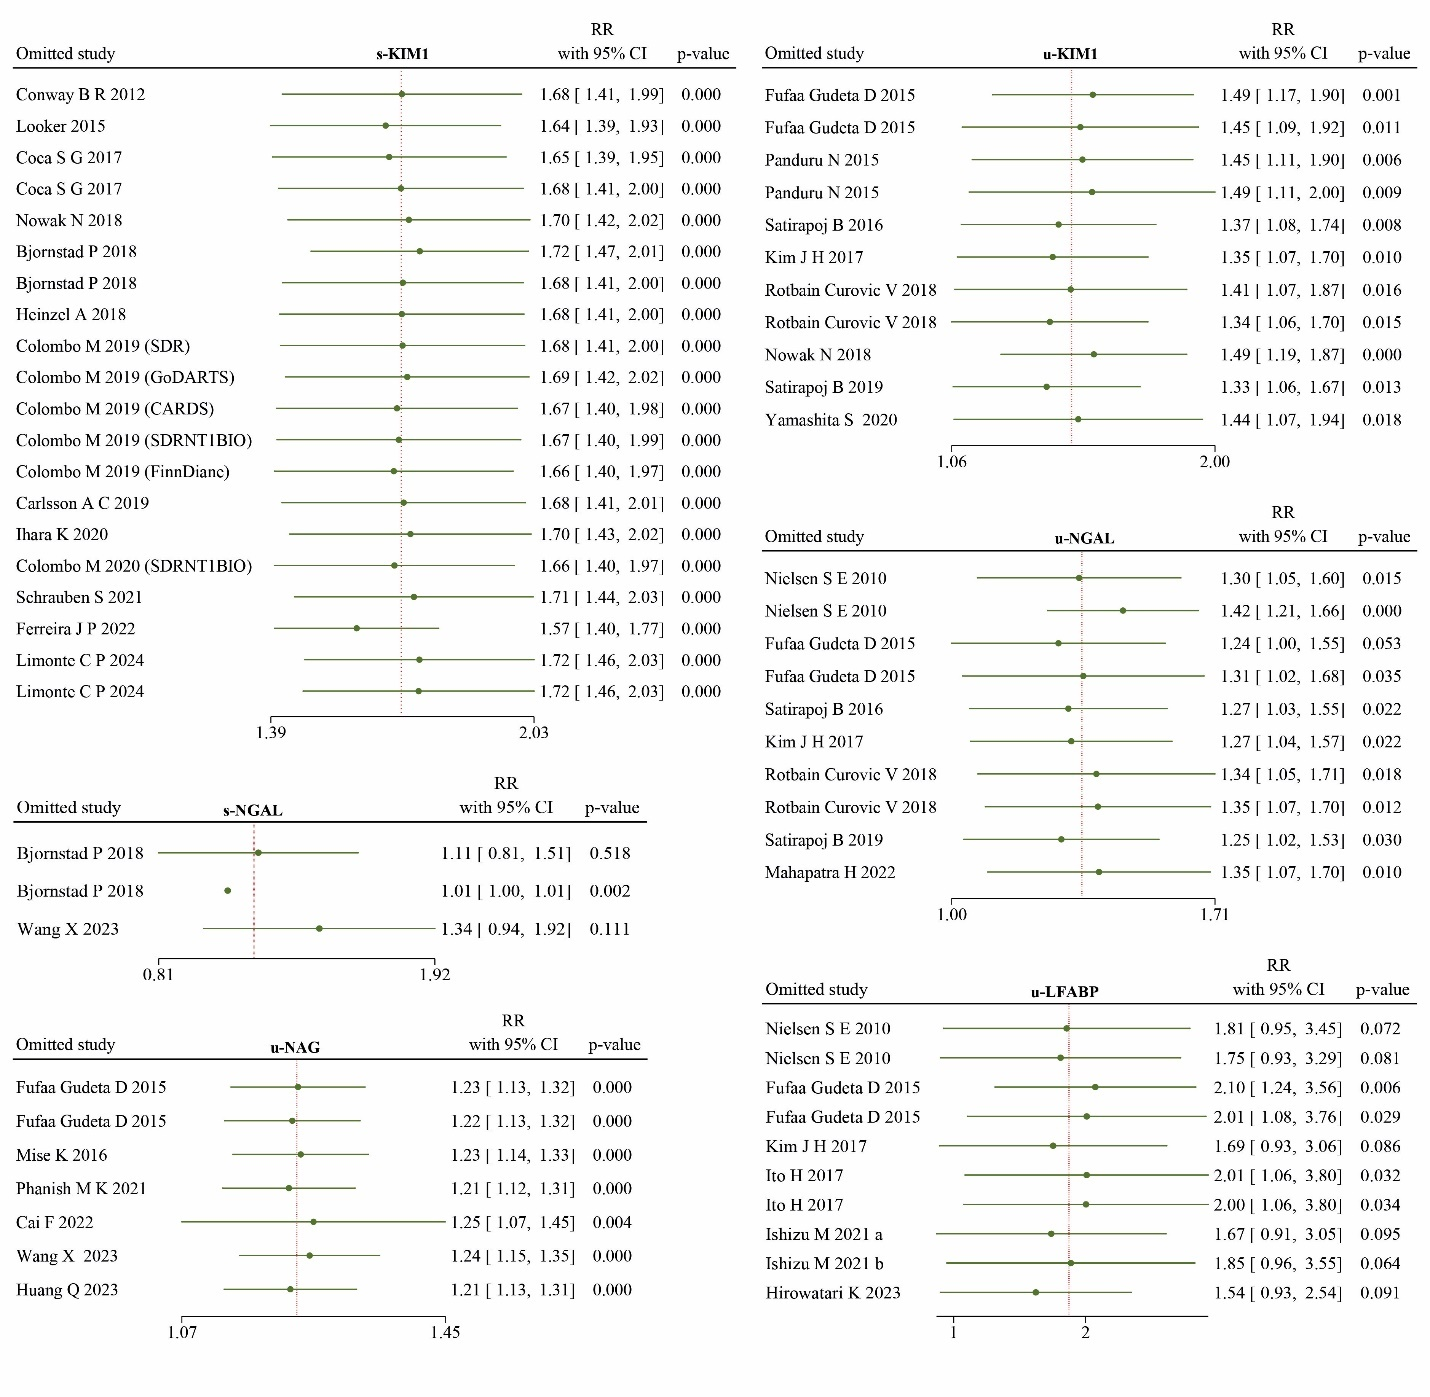 RR
Omitted study s-KIM1 with 95% CI p-value
Conway B R 2012 1.68 [ 1.41, 1.99] 0.000
Looker 2015 1.64 [ 1.39, 1.93] 0.000
Coca S G 2017 1.65 [ 1.39, 1.95] 0.000
Coca S G 2017 1.68 [ 1.41, 2.00] 0.000
Nowak N 2018 1.70 [ 1.42, 2.02] 0.000
Bjornstad P 2018 1.72 [ 1.47, 2.01] 0.000
Bjornstad P 2018 1.68 [ 1.41, 2.00] 0.000
Heinzel A 2018 1.68 [ 1.41, 2.00] 0.000
Colombo M 2019 (SDR) 1.68 [ 1.41, 2.00] 0.000
Colombo M 2019 (GoDARTS) 1.69 [ 1.42, 2.02] 0.000
Colombo M 2019 (CARDS) 1.67 [ 1.40, 1.98] 0.000
Colombo M 2019 (SDRNT1BIO) 1.67 [ 1.40, 1.99] 0.000
Colombo M 2019 (FinnDiane) 1.66 [ 1.40, 1.97] 0.000
Carlsson A C 2019 1.68 [ 1.41, 2.01] 0.000
Ihara K 2020 1.70 [ 1.43, 2.02] 0.000
Colombo M 2020 (SDRNT1BIO) 1.66 [ 1.40, 1.97] 0.000
Schrauben S 2021 1.71 [ 1.44, 2.03] 0.000
Ferreira J P 2022 1.57 [ 1.40, 1.77] 0.000
Limonte C P 2024 1.72 [ 1.46, 2.03] 0.000
Limonte C P 2024 1.72 [ 1.46, 2.03] 0.000
1.39 2.03
RR
Omitted study s-NGAL with 95% CI p-value
Bjornstad P 2018 1.11 [ 0.81, 1.51] 0.518
Bjornstad P 2018 1.01 [ 1.00, 1.01] 0.002
Wang X 2023 1.34 [ 0.94, 1.92] 0.111
0.81 1.92
RR
Omitted study u-NAG with 95% CI p-value
Fufaa Gudeta D 2015 1.23 [ 1.13, 1.32] 0.000
Fufaa Gudeta D 2015 1.22 [ 1.13, 1.32] 0.000
Mise K 2016 1.23 [ 1.14, 1.33] 0.000
Phanish M K 2021 1.21 [ 1.12, 1.31] 0.000
Cai F 2022 1.25 [ 1.07, 1.45] 0.004
Wang X 2023 1.24 [ 1.15, 1.35] 0.000
Huang Q 2023 1.21 [ 1.13, 1.31] 0.000
1.07 1.45
RR
Omitted study u-KIM1 with 95% CI p-value
Fufaa Gudeta D 2015 1.49 [ 1.17, 1.90] 0.001
Fufaa Gudeta D 2015 1.45 [ 1.09, 1.92] 0.011
Panduru N 2015 1.45 [ 1.11, 1.90] 0.006
Panduru N 2015 1.49 [ 1.11, 2.00] 0.009
Satirapoj B 2016 1.37 [ 1.08, 1.74] 0.008
Kim J H 2017 1.35 [ 1.07, 1.70] 0.010
Rotbain Curovic V 2018 1.41 [ 1.07, 1.87] 0.016
Rotbain Curovic V 2018 1.34 [ 1.06, 1.70] 0.015
Nowak N 2018 1.49 [ 1.19, 1.87] 0.000
Satirapoj B 2019 1.33 [ 1.06, 1.67] 0.013
Yamashita S 2020 1.44 [ 1.07, 1.94] 0.018
1.06 2.00
RR
Omitted study u-NGAL with 95% CI p-value
Nielsen S E 2010 1.30 [ 1.05, 1.60] 0.015
Nielsen S E 2010 1.42 [ 1.21, 1.66] 0.000
Fufaa Gudeta D 2015 1.24 [ 1.00, 1.55] 0.053
Fufaa Gudeta D 2015 1.31 [ 1.02, 1.68] 0.035
Satirapoj B 2016 1.27 [ 1.03, 1.55] 0.022
Kim J H 2017 1.27 [ 1.04, 1.57] 0.022
Rotbain Curovic V 2018 1.34 [ 1.05, 1.71] 0.018
Rotbain Curovic V 2018 1.35 [ 1.07, 1.70] 0.012
Satirapoj B 2019 1.25 [ 1.02, 1.53] 0.030
Mahapatra H 2022 1.35 [ 1.07, 1.70] 0.010
1.00 1.71
RR
Omitted study u-LFABP with 95% CI p-value
Nielsen S E 2010 1.81 [ 0.95, 3.45] 0.072
Nielsen S E 2010 1.75 [ 0.93, 3.29] 0.081
Fufaa Gudeta D 2015 2.10 [ 1.24, 3.56] 0.006
Fufaa Gudeta D 2015 2.01 [ 1.08, 3.76] 0.029
Kim J H 2017 1.69 [ 0.93, 3.06] 0.086
Ito H 2017 2.01 [ 1.06, 3.80] 0.032
Ito H 2017 2.00 [ 1.06, 3.80] 0.034
Ishizu M 2021 a 1.67 [ 0.91, 3.05] 0.095
Ishizu M 2021 b 1.85 [ 0.96, 3.55] 0.064
Hirowatari K 2023 1.54 [ 0.93, 2.54] 0.091
1 2